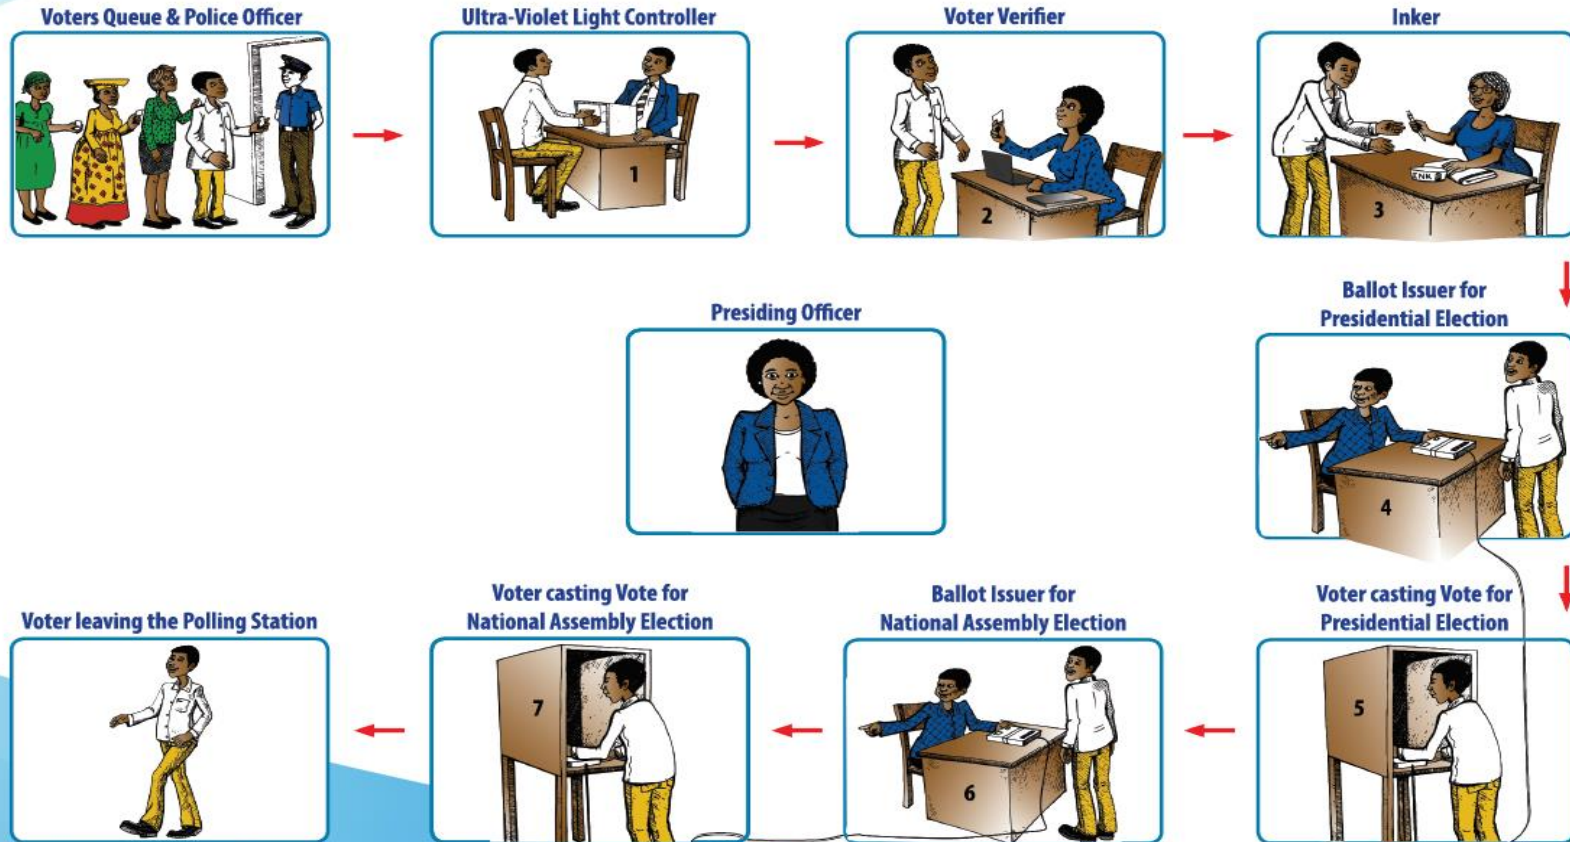 Voters Queue & Police Officer
Ultra-Violet Light Controller
1
Voter Verifier
2
Inker
INK
3
Ballot Issuer for
Presidential Election
4
Presiding Officer
Voter casting Vote for
Presidential Election
5
Ballot Issuer for
National Assembly Election
6
Voter casting Vote for
National Assembly Election
7
Voter leaving the Polling Station